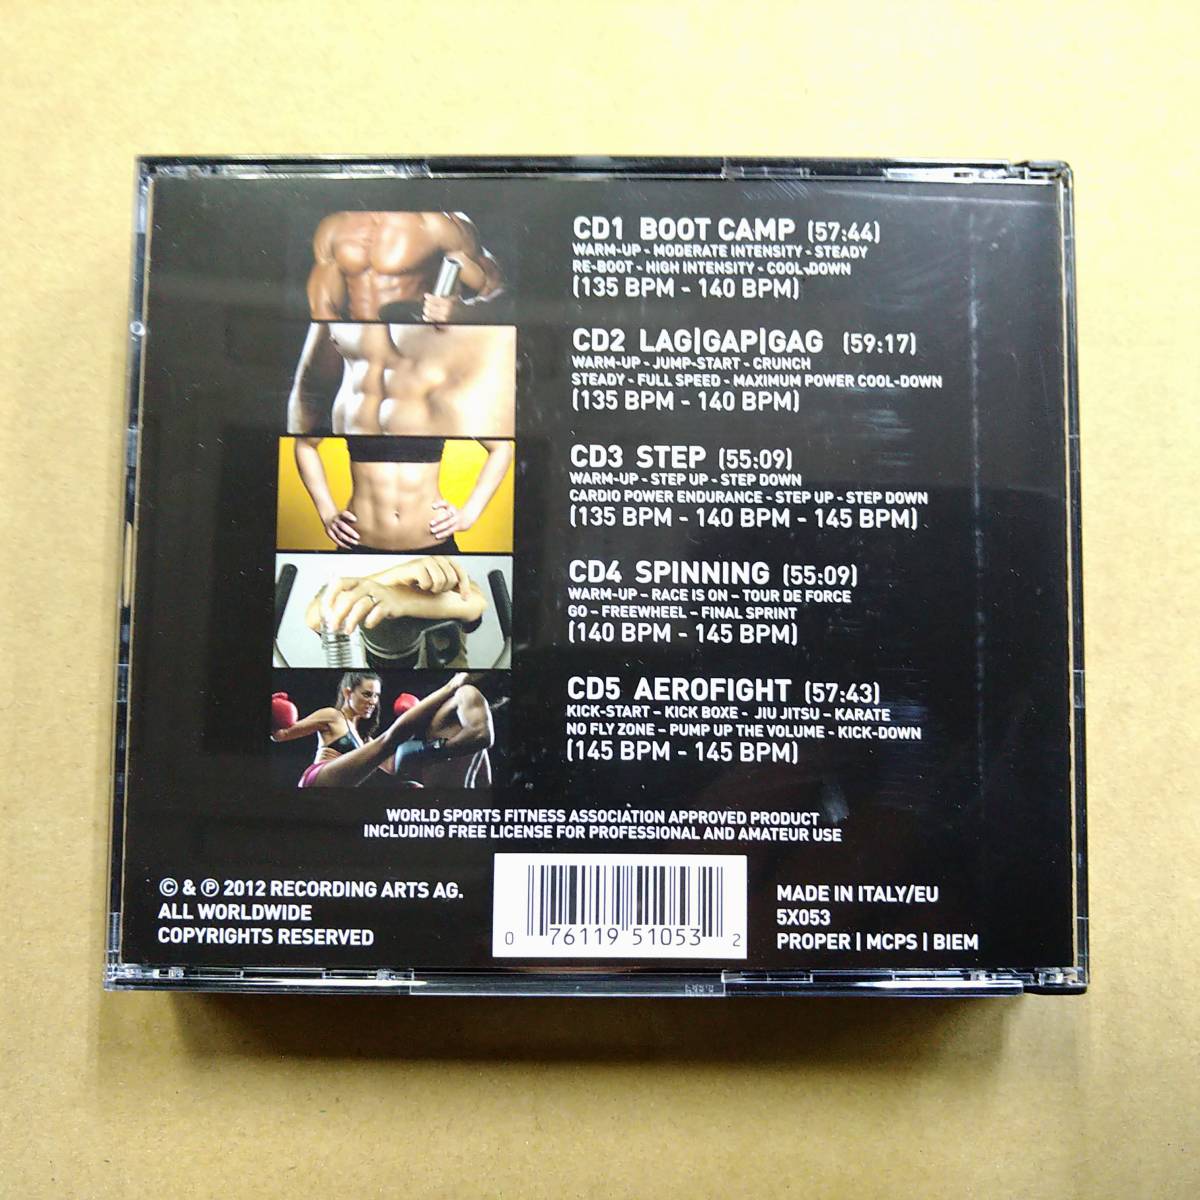 CD1 BOOT CAMP (57:44)
WARM-UP - MODERATE INTENSITY - STEADY
RE-BOOT - HIGH INTENSITY - COOL-DOWN
(135 BPM - 140 BPM)
CD2 LAG|GAP|GAG (59:17)
WARM-UP - JUMP-START - CRUNCH
STEADY - FULL SPEED - MAXIMUM POWER COOL-DOWN
(135 BPM - 140 BPM)
CD3 STEP (55:09)
WARM-UP - STEP UP - STEP DOWN
CARDIO POWER ENDURANCE - STEP UP - STEP DOWN
(135 BPM - 140 BPM - 145 BPM)
CD4 SPINNING (55:09)
WARM-UP – RACE IS ON – TOUR DE FORCE
GO – FREEWHEEL – FINAL SPRINT
(140 BPM - 145 BPM)
CD5 AEROFIGHT (57:43)
KICK-START – KICK BOXE - JIU JITSU - KARATE
NO FLY ZONE – PUMP UP THE VOLUME - KICK-DOWN
(145 BPM - 145 BPM)
WORLD SPORTS FITNESS ASSOCIATION APPROVED PRODUCT
INCLUDING FREE LICENSE FOR PROFESSIONAL AND AMATEUR USE
© & ℗ 2012 RECORDING ARTS AG.
ALL WORLDWIDE
COPYRIGHTS RESERVED
0 76119 51053 2
MADE IN ITALY/EU
5X053
PROPER | MCPS | BIEM